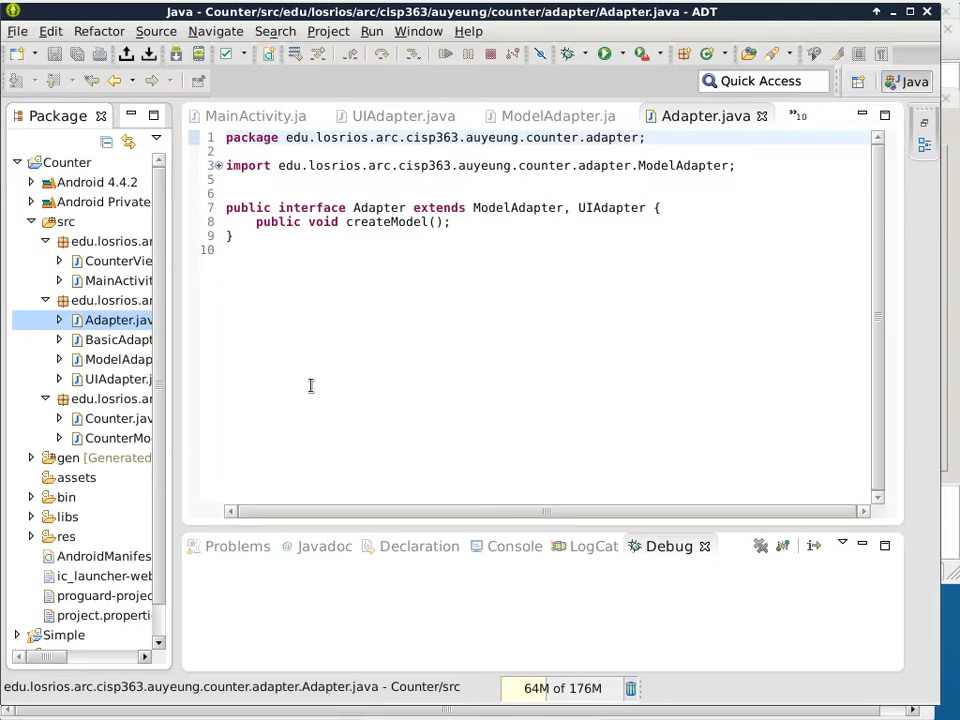 Java - Counter/src/edu/losrios/arc/cisp363/auyeung/counter/adapter/Adapter.java - ADT
File Edit Refactor Source Navigate Search Project Run Window Help
Quick Access
Java
Package
MainActivity.ja
UIAdapter.java
ModelAdapter.ja
Adapter.java
»10
Counter
Android 4.4.2
Android Private
src
edu.losrios.ar
CounterVie
MainActivit
edu.losrios.ar
Adapter.jav
BasicAdapt
ModelAdap
UIAdapter.j
edu.losrios.ar
Counter.jav
CounterMo
gen [Generated
assets
bin
libs
res
AndroidManifes
ic_launcher-web
proguard-projec
project.properti
Simple
1 package edu.losrios.arc.cisp363.auyeung.counter.adapter;
2
3 import edu.losrios.arc.cisp363.auyeung.counter.adapter.ModelAdapter;
5
6
7 public interface Adapter extends ModelAdapter, UIAdapter {
8 public void createModel();
9 }
10
Problems
Javadoc
Declaration
Console
LogCat
Debug
edu.losrios.arc.cisp363.auyeung.counter.adapter.Adapter.java - Counter/src
64M of 176M